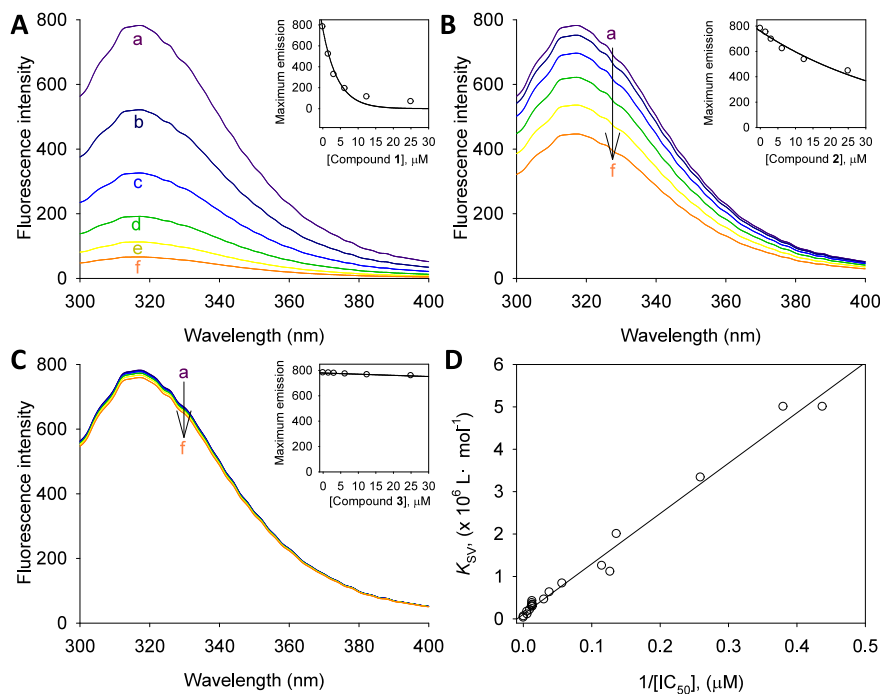 A
Fluorescence intensity
800
600
400
200
0
300 320 340 360 380 400
Wavelength (nm)
a
b
c
d
e
f
Maximum emission
800
600
400
200
0
0 5 10 15 20 25 30
[Compound 1], μM
B
Fluorescence intensity
800
600
400
200
0
300 320 340 360 380 400
Wavelength (nm)
a
f
Maximum emission
800
600
400
200
0
0 5 10 15 20 25 30
[Compound 2], μM
C
Fluorescence intensity
800
600
400
200
0
300 320 340 360 380 400
Wavelength (nm)
a
f
Maximum emission
800
600
400
200
0
0 5 10 15 20 25 30
[Compound 3], μM
D
KSV, (x 10⁶ L· mol⁻¹)
6
5
4
3
2
1
0
0.0 0.1 0.2 0.3 0.4 0.5
1/[IC₅₀], (μM)